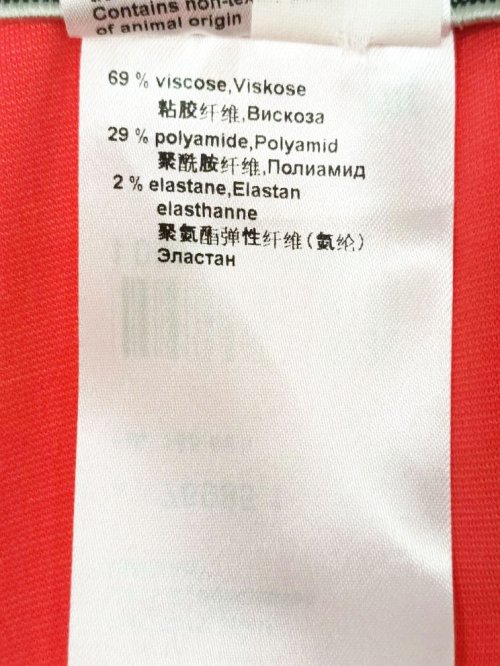 Contains non-te
of animal origin
69 % viscose,Viskose
粘胶纤维,Вискоза
29 % polyamide,Polyamid
聚酰胺纤维,Полиамид
2 % elastane,Elastan
elasthanne
聚氨酯弹性纤维(氨纶)
Эластан